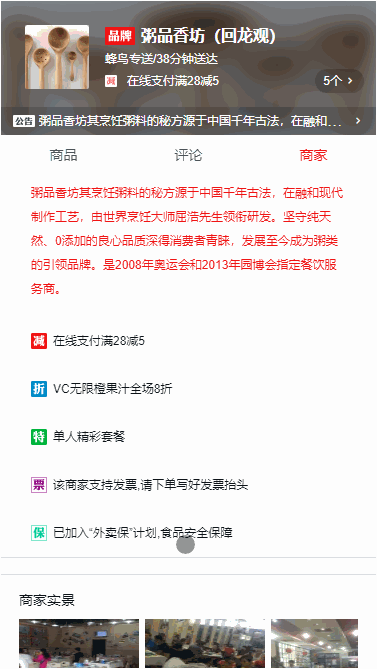 品牌 粥品香坊（回龙观）
蜂鸟专送/38分钟送达
减 在线支付满28减5
5个 >
公告 粥品香坊其烹饪粥料的秘方源于中国千年古法，在融和... >
商品 评论 商家
粥品香坊其烹饪粥料的秘方源于中国千年古法，在融和现代
制作工艺，由世界烹饪大师屈浩先生领衔研发。坚守纯天
然、0添加的良心品质深得消费者青睐，发展至今成为粥类
的引领品牌。是2008年奥运会和2013年园博会指定餐饮服
务商。
减 在线支付满28减5
折 VC无限橙果汁全场8折
特 单人精彩套餐
票 该商家支持发票,请下单写好发票抬头
保 已加入“外卖保”计划,食品安全保障
商家实景